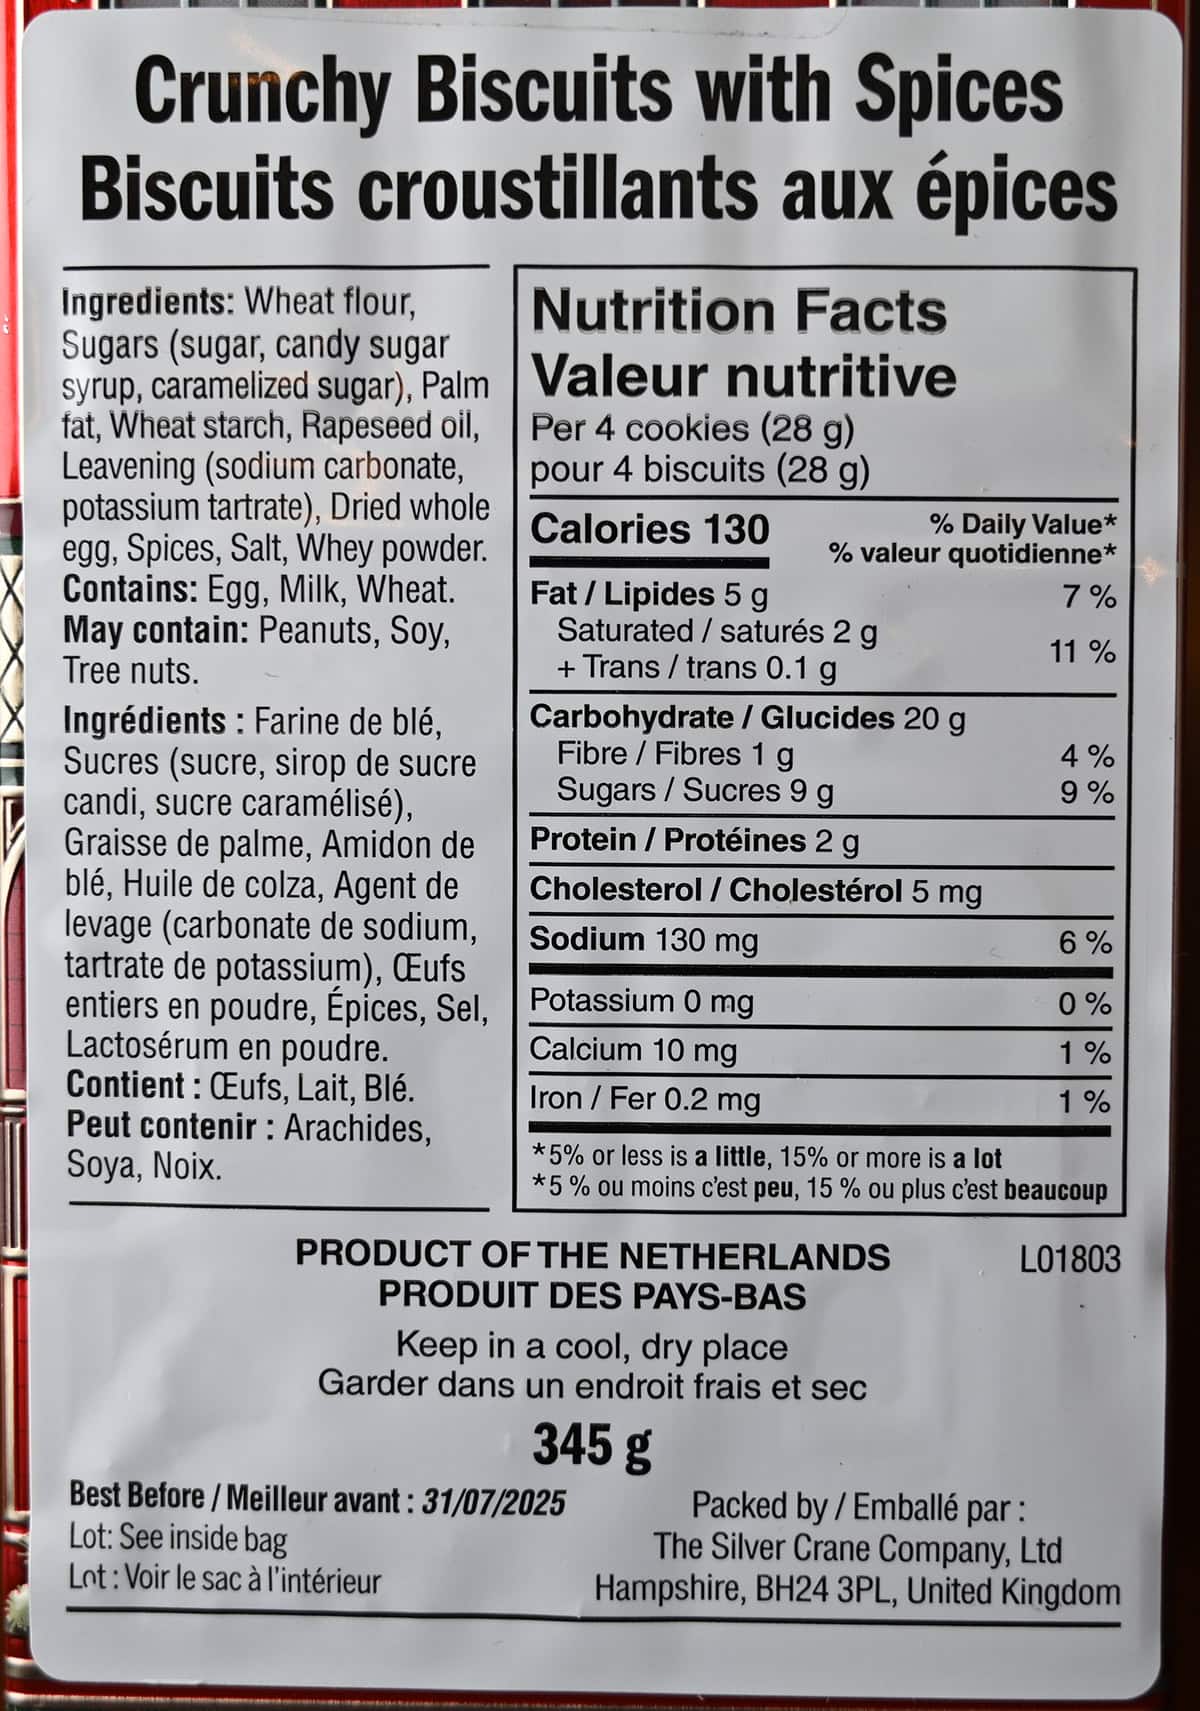 Crunchy Biscuits with Spices
Biscuits croustillants aux épices
Ingredients: Wheat flour,
Sugars (sugar, candy sugar
syrup, caramelized sugar), Palm
fat, Wheat starch, Rapeseed oil,
Leavening (sodium carbonate,
potassium tartrate), Dried whole
egg, Spices, Salt, Whey powder.
Contains: Egg, Milk, Wheat.
May contain: Peanuts, Soy,
Tree nuts.
Ingrédients : Farine de blé,
Sucres (sucre, sirop de sucre
candi, sucre caramélisé),
Graisse de palme, Amidon de
blé, Huile de colza, Agent de
levage (carbonate de sodium,
tartrate de potassium), Œufs
entiers en poudre, Épices, Sel,
Lactosérum en poudre.
Contient : Œufs, Lait, Blé.
Peut contenir : Arachides,
Soya, Noix.
Nutrition Facts
Valeur nutritive
Per 4 cookies (28 g)
pour 4 biscuits (28 g)
Calories 130
% Daily Value*
% valeur quotidienne*
Fat / Lipides 5 g 7 %
Saturated / saturés 2 g
+ Trans / trans 0.1 g 11 %
Carbohydrate / Glucides 20 g
Fibre / Fibres 1 g 4 %
Sugars / Sucres 9 g 9 %
Protein / Protéines 2 g
Cholesterol / Cholestérol 5 mg
Sodium 130 mg 6 %
Potassium 0 mg 0 %
Calcium 10 mg 1 %
Iron / Fer 0.2 mg 1 %
*5% or less is a little, 15% or more is a lot
*5 % ou moins c'est peu, 15 % ou plus c'est beaucoup
PRODUCT OF THE NETHERLANDS L01803
PRODUIT DES PAYS-BAS
Keep in a cool, dry place
Garder dans un endroit frais et sec
345 g
Best Before / Meilleur avant : 31/07/2025
Lot: See inside bag
Lot : Voir le sac à l'intérieur
Packed by / Emballé par :
The Silver Crane Company, Ltd
Hampshire, BH24 3PL, United Kingdom